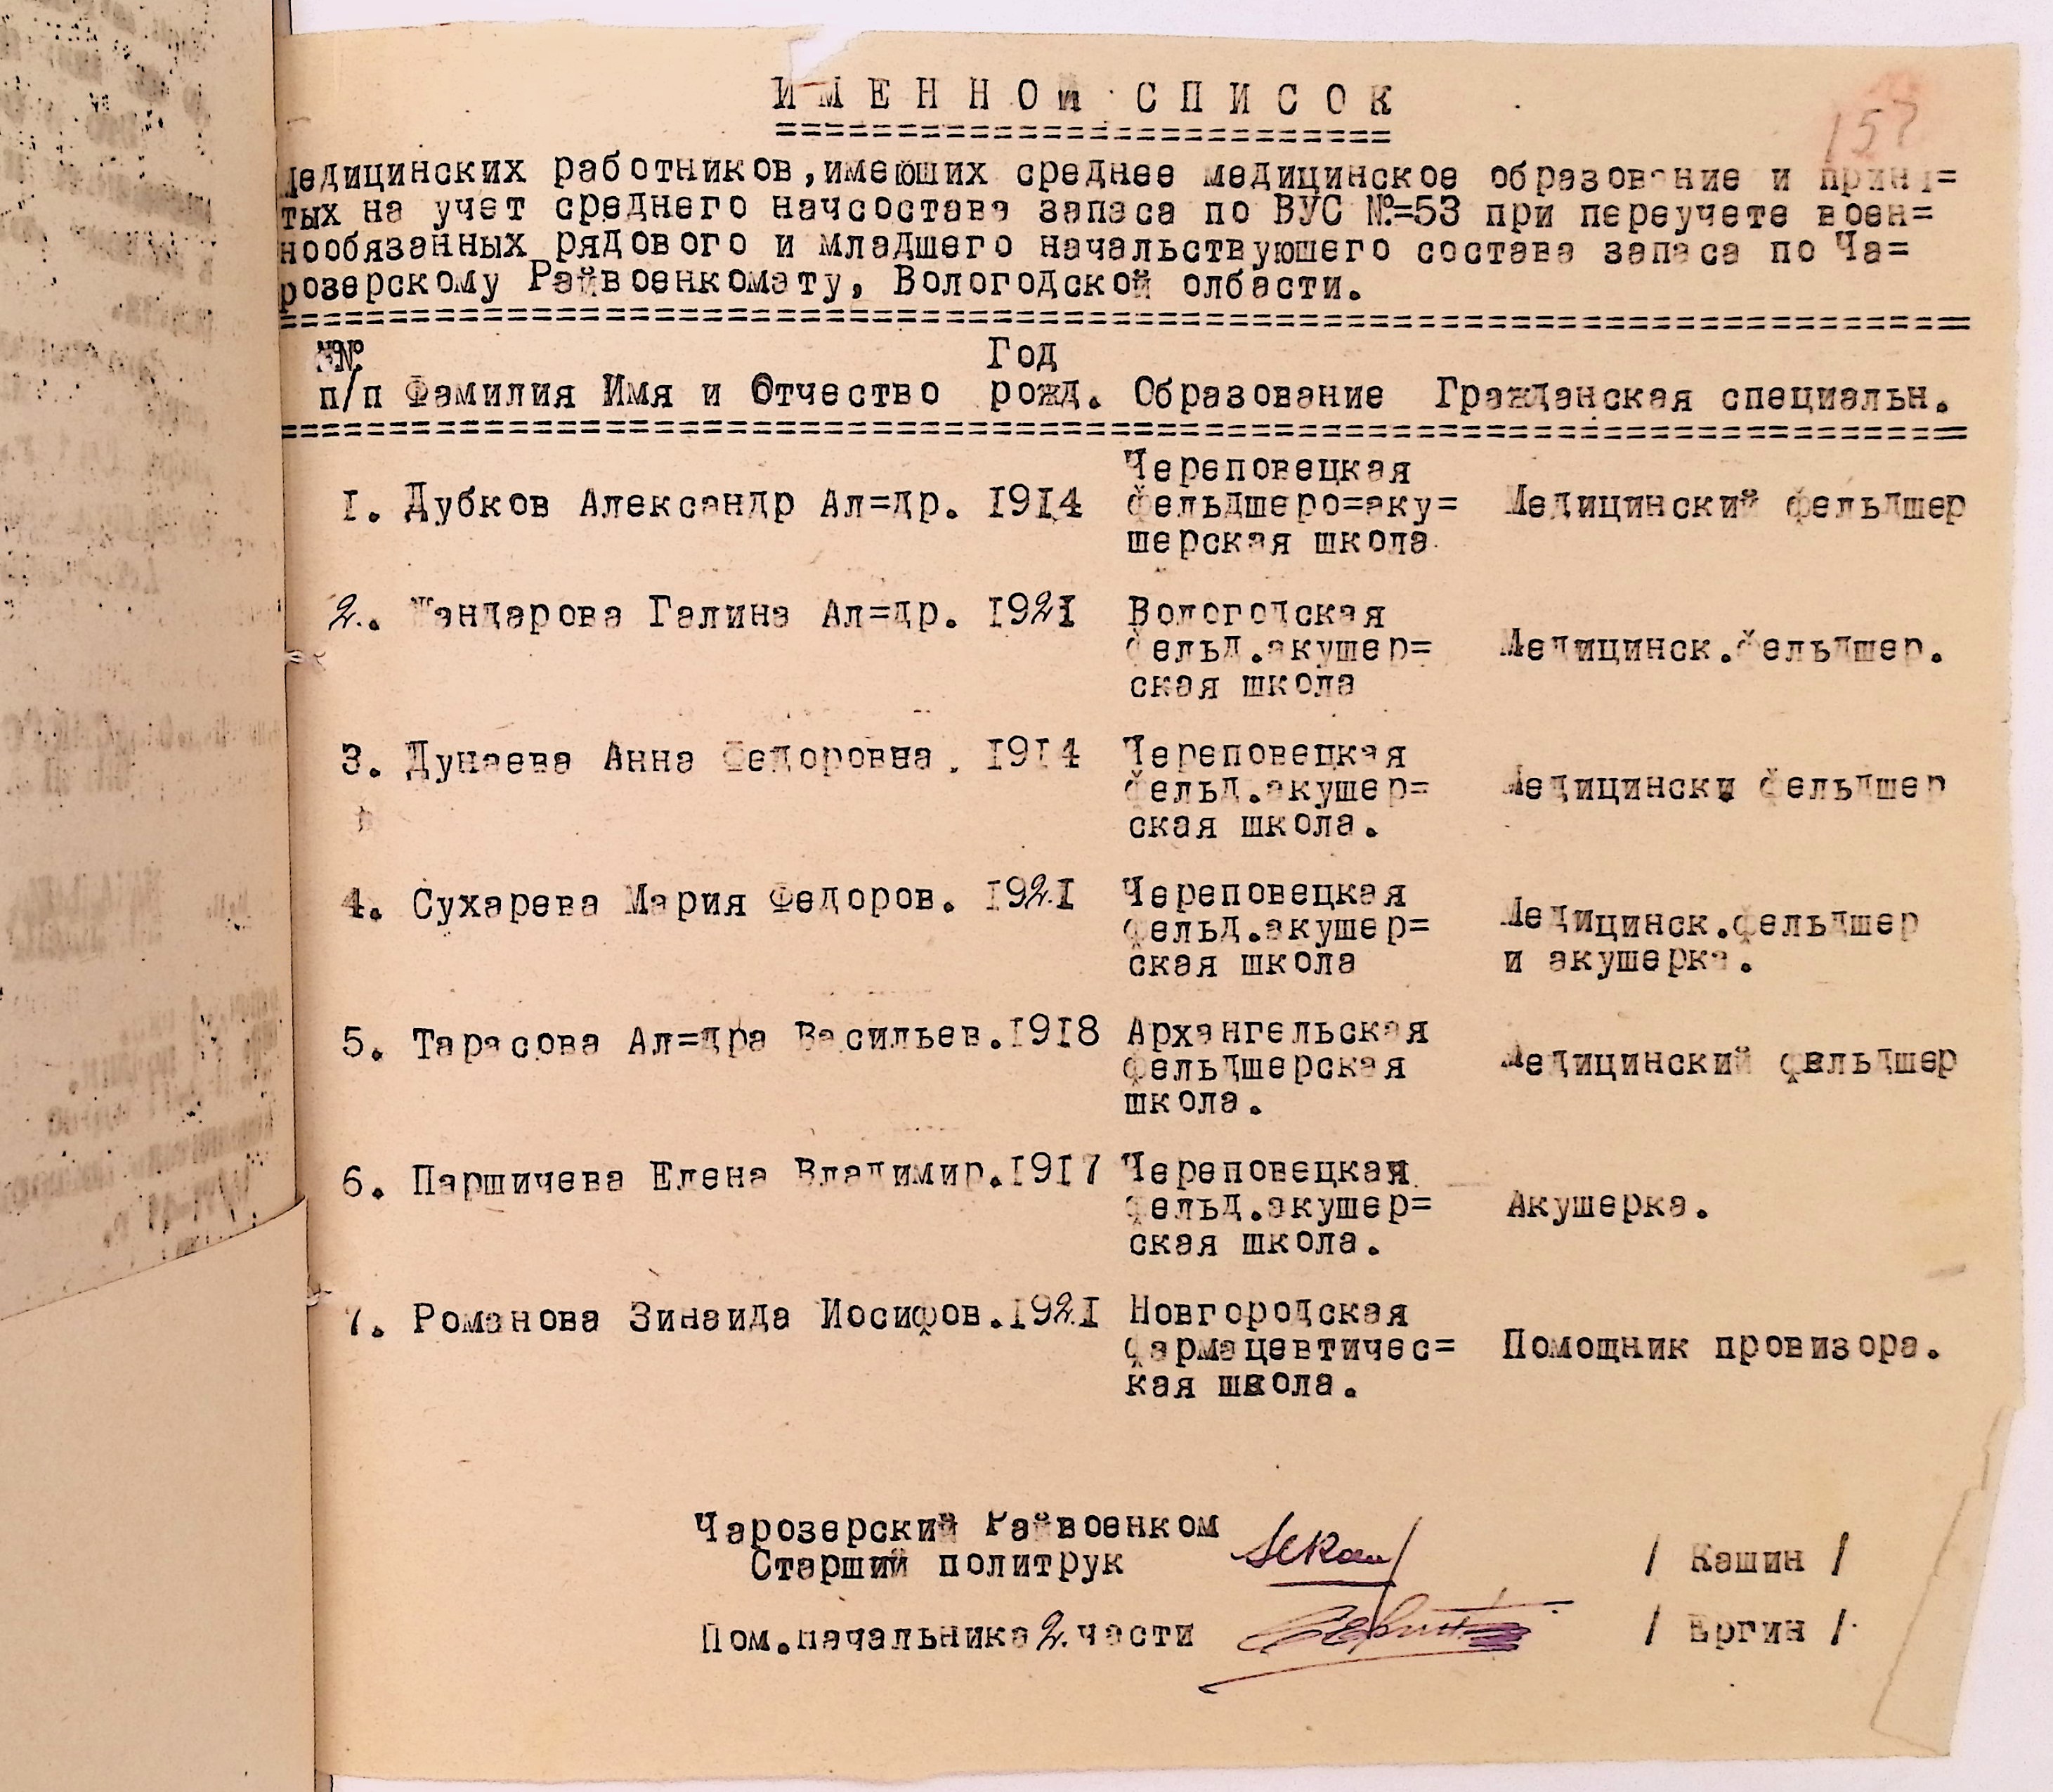 ИМЕННОЙ СПИСОК
медицинских работников,имеюших среднее медицинское образование и приня=
тых на учет среднего начсостава запаса по ВУС №=53 при переучете воен=
нообязанных рядового и младшего начальствуюшего состава запаса по Ча=
розерскому Райвоенкомату, Вологодской олбасти.
№№ Год
п/п Фамилия Имя и Отчество рожд. Образование Гражданская специальн.
Череповецкая
1. Дубков Александр Ал=др. 1914 фельдшеро=аку= Медицинский фельдшер
шерская школа
2. Галина Ал=др. 1921 Вологодская
фельд.акушер= Медицинск.фельдшер.
ская школа
3. Дунаева Анна Федоровна. 1914 Череповецкая
фельд.акушер= Медицински фельдшер
ская школа.
4. Сухарева Мария Федоров. 1921 Череповецкая
фельд.акушер= Медицинск.фельдшер
ская школа и акушерка.
5. Тарасова Ал=дра Васильев. 1918 Архангельская
фельдшерская Медицинский фельдшер
школа.
6. Паршичева Елена Владимир. 1917 Череповецкая
фельд.акушер= Акушерка.
ская школа.
7. Романова Зинаида Иосифов. 1921 Новгородская
фармацевтичес= Помощник провизора.
кая школа.
Чарозерский Райвоенком
Старший политрук / Кашин /
Пом.начальника 2 части / Ергин /